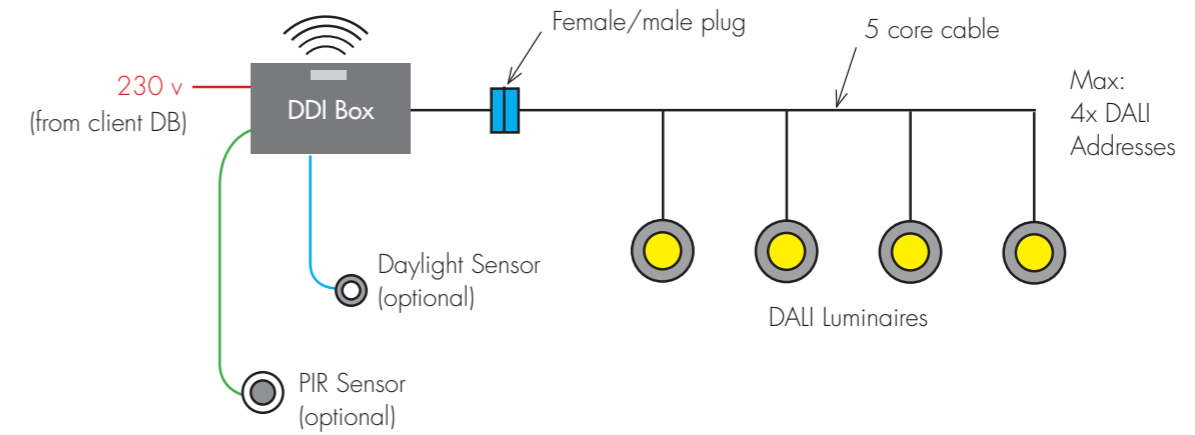 Female/male plug
5 core cable
230 v
(from client DB)
DDI Box
Max:
4x DALI
Addresses
Daylight Sensor
(optional)
DALI Luminaires
PIR Sensor
(optional)